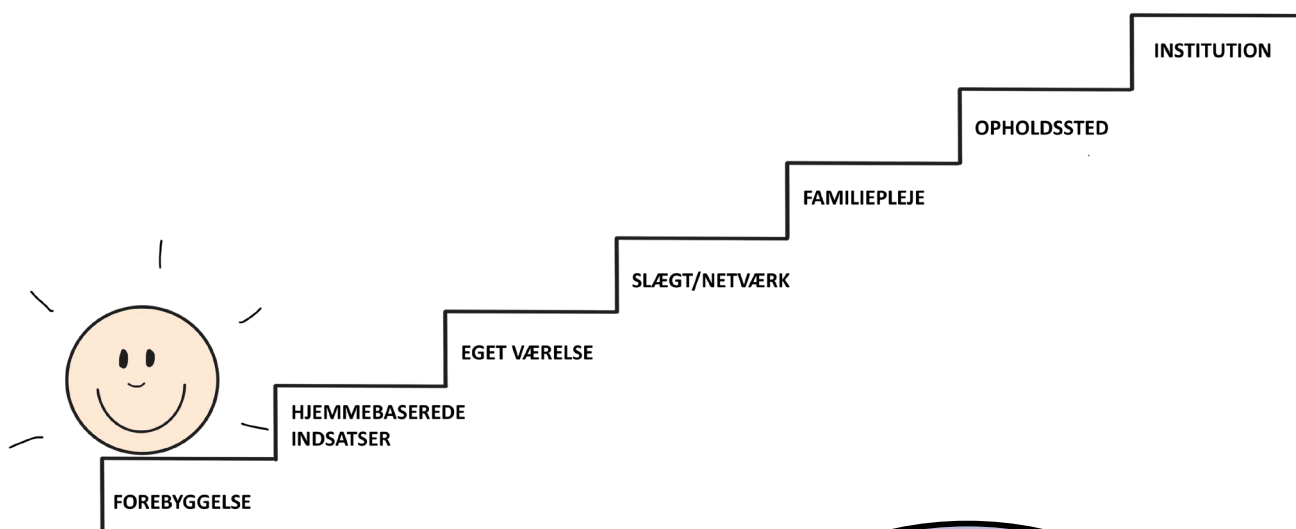 INSTITUTION
OPHOLDSSTED
FAMILIEPLEJE
SLÆGT/NETVÆRK
EGET VÆRELSE
HJEMMEBASEREDE
INDSATSER
FOREBYGGELSE